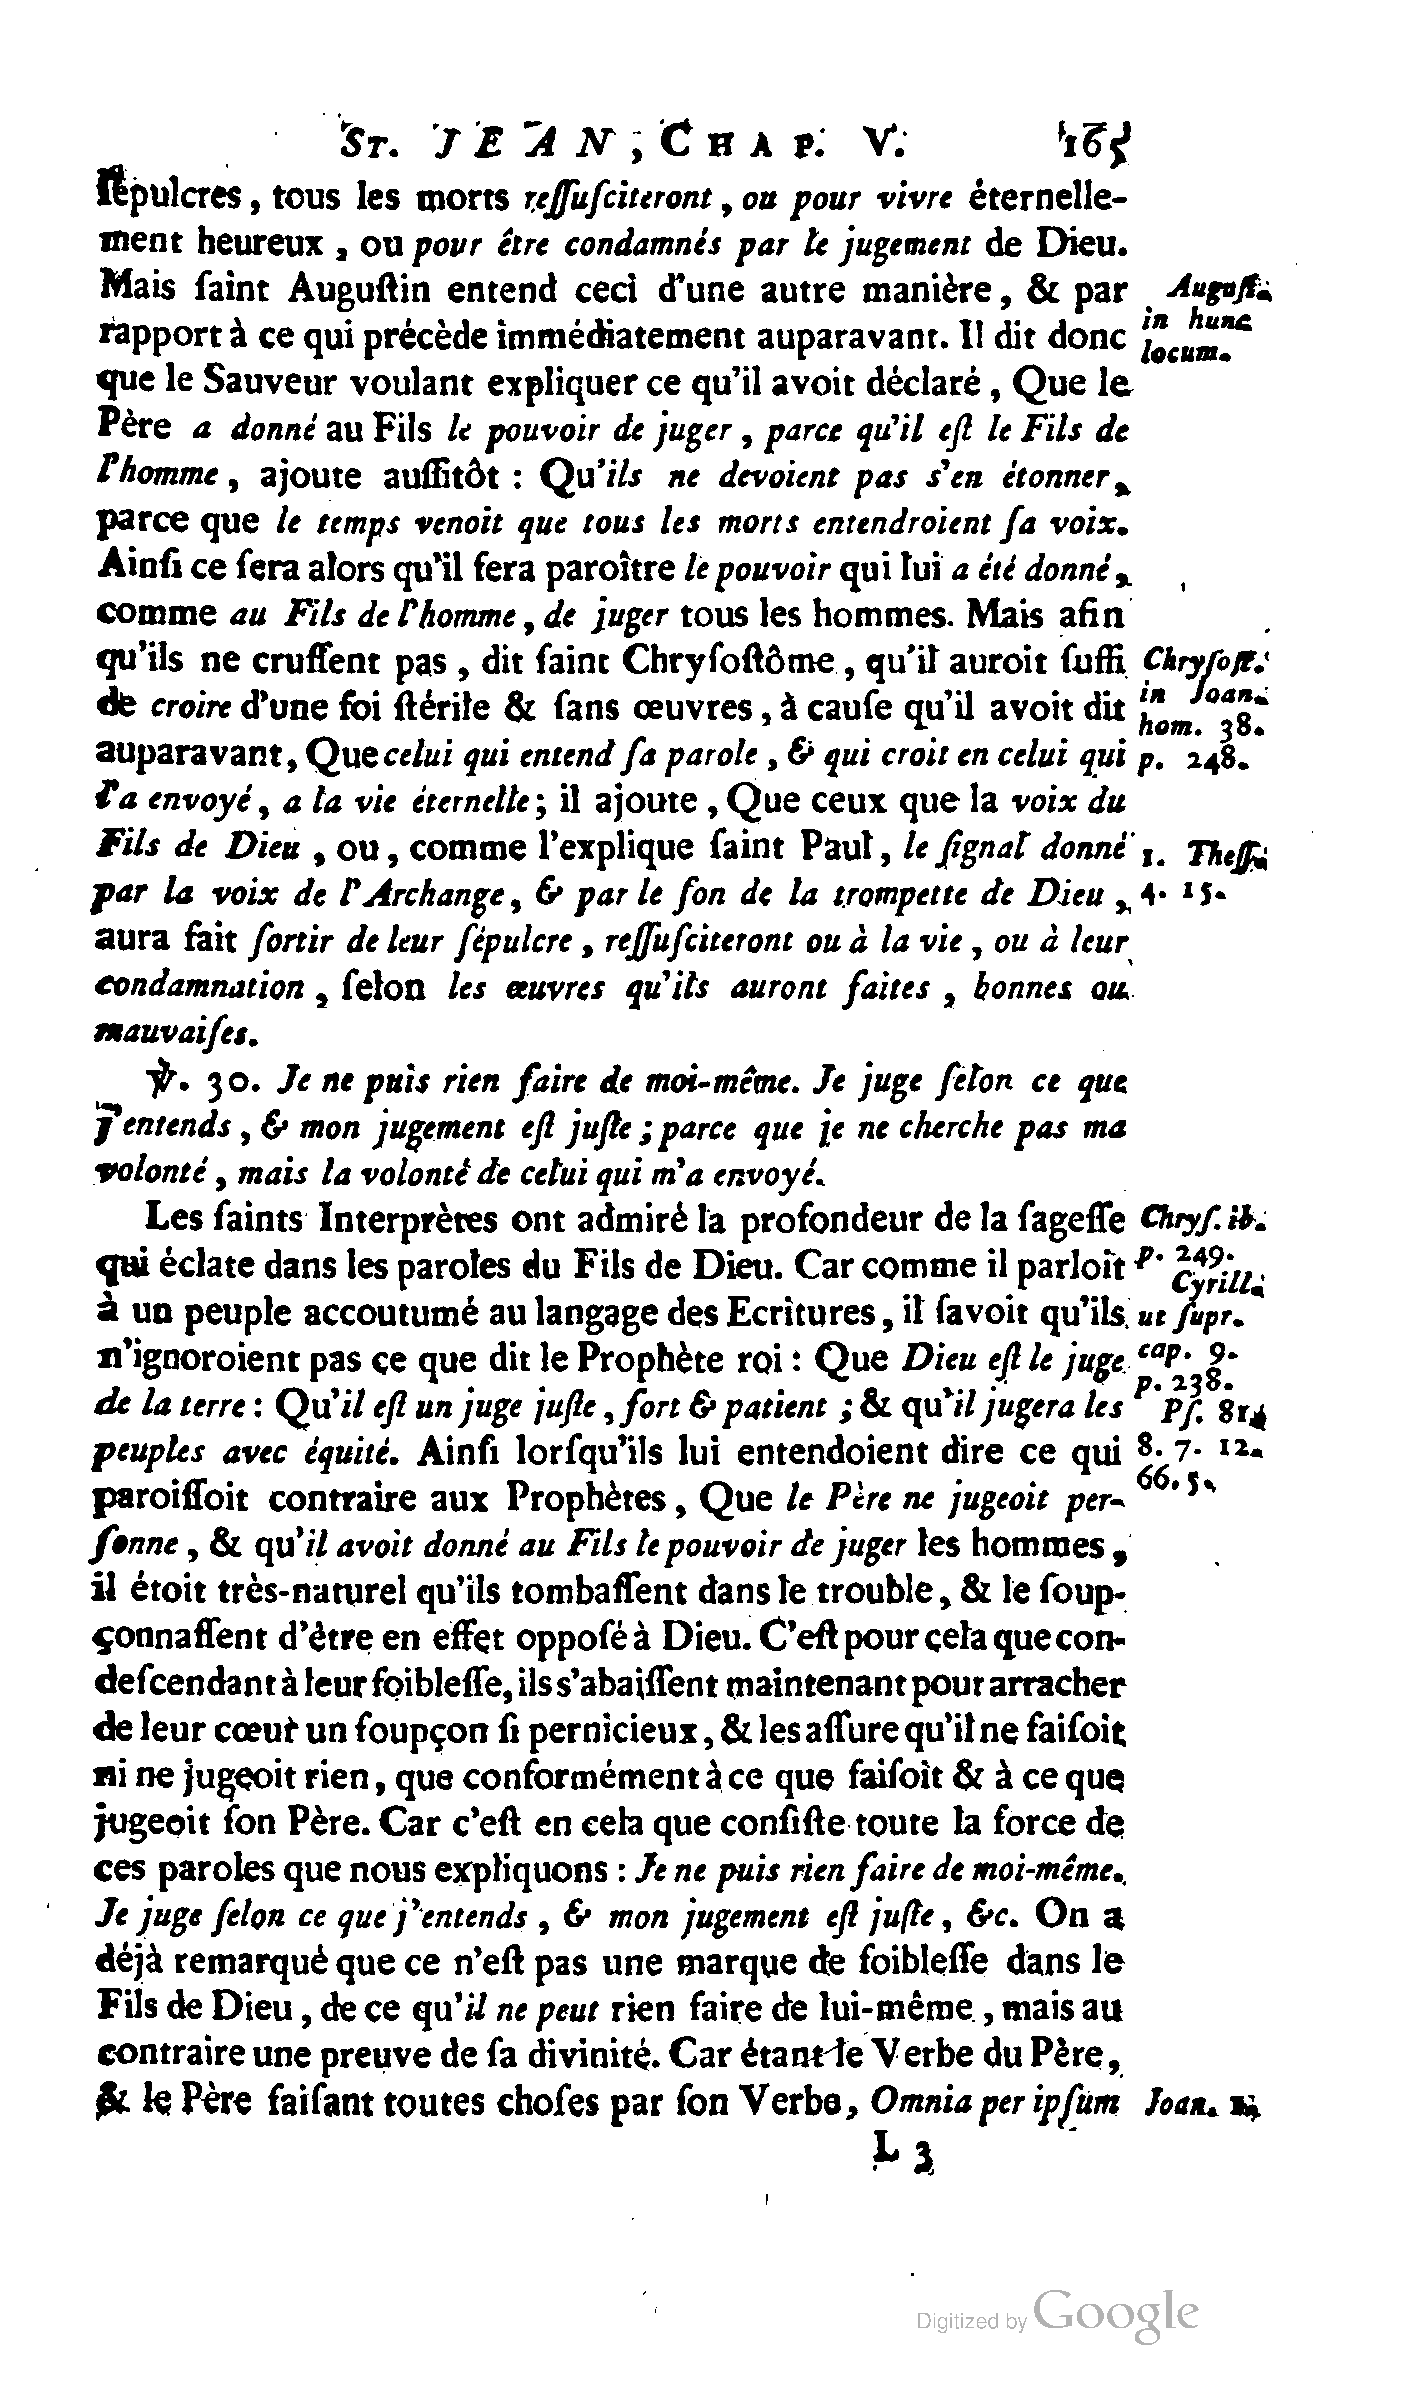 ST. JEAN, CHAP. V. 165
ſépulcres, tous les morts reſſuſciteront, ou pour vivre éternelle-
ment heureux, ou pour être condamnés par le jugement de Dieu.
Mais ſaint Auguſtin entend ceci d'une autre manière, & par
rapport à ce qui précède immédiatement auparavant. Il dit donc
que le Sauveur voulant expliquer ce qu'il avoit déclaré, Que le
Père a donné au Fils le pouvoir de juger, parce qu'il eſt le Fils de
l'homme, ajoute auſſitôt : Qu'ils ne devoient pas s'en étonner,
parce que le temps venoit que tous les morts entendroient ſa voix.
Ainſi ce ſera alors qu'il fera paroître le pouvoir qui lui a été donné,
comme au Fils de l'homme, de juger tous les hommes. Mais afin
qu'ils ne cruſſent pas, dit ſaint Chryſoſtôme, qu'il auroit ſuffi
de croire d'une foi ſtérile & ſans œuvres, à cauſe qu'il avoit dit
auparavant, Que celui qui entend ſa parole, & qui croit en celui qui
l'a envoyé, a la vie éternelle; il ajoute, Que ceux que la voix du
Fils de Dieu, ou, comme l'explique ſaint Paul, le ſignal donné
par la voix de l'Archange, & par le ſon de la trompette de Dieu,
aura fait ſortir de leur ſépulcre, reſſuſciteront ou à la vie, ou à leur
condamnation, ſelon les œuvres qu'ils auront faites, bonnes ou
mauvaiſes.
℣. 30. Je ne puis rien faire de moi-même. Je juge ſelon ce que
j'entends, & mon jugement eſt juſte; parce que je ne cherche pas ma
volonté, mais la volonté de celui qui m'a envoyé.
Les ſaints Interprètes ont admiré la profondeur de la ſageſſe
qui éclate dans les paroles du Fils de Dieu. Car comme il parloit
à un peuple accoutumé au langage des Ecritures, il ſavoit qu'ils
n'ignoroient pas ce que dit le Prophète roi : Que Dieu eſt le juge
de la terre : Qu'il eſt un juge juſte, fort & patient; & qu'il jugera les
peuples avec équité. Ainſi lorſqu'ils lui entendoient dire ce qui
paroiſſoit contraire aux Prophètes, Que le Père ne jugeoit per-
ſonne, & qu'il avoit donné au Fils le pouvoir de juger les hommes,
il étoit très-naturel qu'ils tombaſſent dans le trouble, & le ſoup-
çonnaſſent d'être en effet oppoſé à Dieu. C'eſt pour cela que con-
deſcendant à leur foibleſſe, ils s'abaiſſent maintenant pour arracher
de leur cœur un ſoupçon ſi pernicieux, & les aſſure qu'il ne faiſoit
ni ne jugeoit rien, que conformément à ce que faiſoit & à ce que
jugeoit ſon Père. Car c'eſt en cela que conſiſte toute la force de
ces paroles que nous expliquons : Je ne puis rien faire de moi-même.
Je juge ſelon ce que j'entends, & mon jugement eſt juſte, &c. On a
déjà remarqué que ce n'eſt pas une marque de foibleſſe dans le
Fils de Dieu, de ce qu'il ne peut rien faire de lui-même, mais au
contraire une preuve de ſa divinité. Car étant le Verbe du Père,
& le Père faiſant toutes choſes par ſon Verbe, Omnia per ipſum
L 3
Auguſt.
in hunc
locum.
Chryſoſt.
in Joan.
hom. 38.
p. 248.
1. Theſſ.
4. 15.
Chryſ. ib.
p. 249.
Cyrill.
ut ſupr.
cap. 9.
p. 238.
Pſ. 81.
8. 7. 12.
66. 5.
Joan.
Digitized by Google